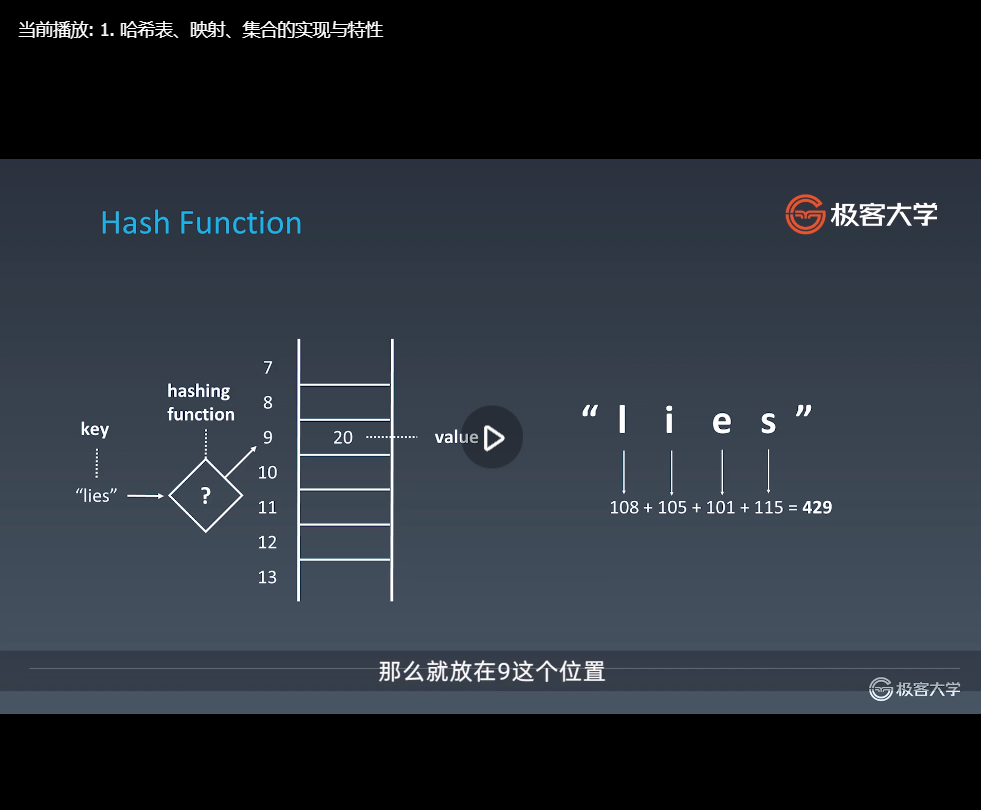 当前播放: 1. 哈希表、映射、集合的实现与特性
Hash Function
极客大学
key
"lies"
hashing
function
?
7
8
9
10
11
12
13
20
value
“ l i e s ”
108 + 105 + 101 + 115 = 429
那么就放在9这个位置
极客大学